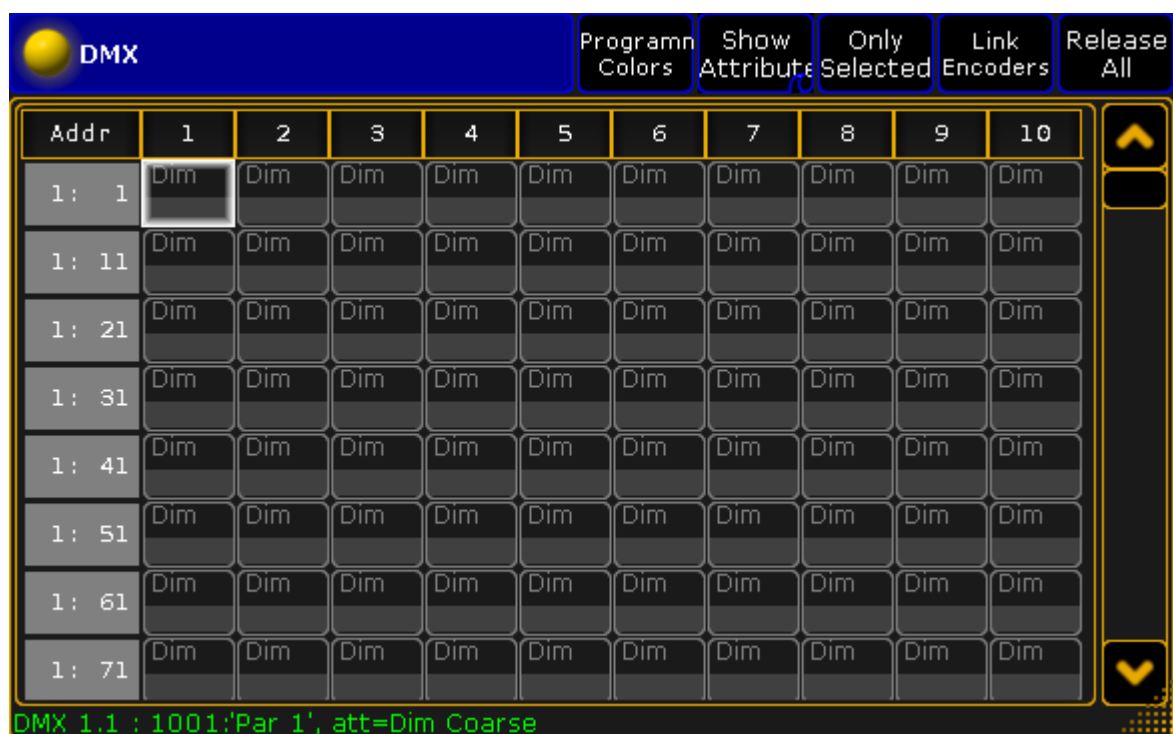 DMX
Programn Colors
Show Attribute
Only Selected
Link Encoders
Release All
Addr 1 2 3 4 5 6 7 8 9 10
1: 1 Dim Dim Dim Dim Dim Dim Dim Dim Dim Dim
1: 11 Dim Dim Dim Dim Dim Dim Dim Dim Dim Dim
1: 21 Dim Dim Dim Dim Dim Dim Dim Dim Dim Dim
1: 31 Dim Dim Dim Dim Dim Dim Dim Dim Dim Dim
1: 41 Dim Dim Dim Dim Dim Dim Dim Dim Dim Dim
1: 51 Dim Dim Dim Dim Dim Dim Dim Dim Dim Dim
1: 61 Dim Dim Dim Dim Dim Dim Dim Dim Dim Dim
1: 71 Dim Dim Dim Dim Dim Dim Dim Dim Dim Dim
DMX 1.1 : 1001:'Par 1', att=Dim Coarse